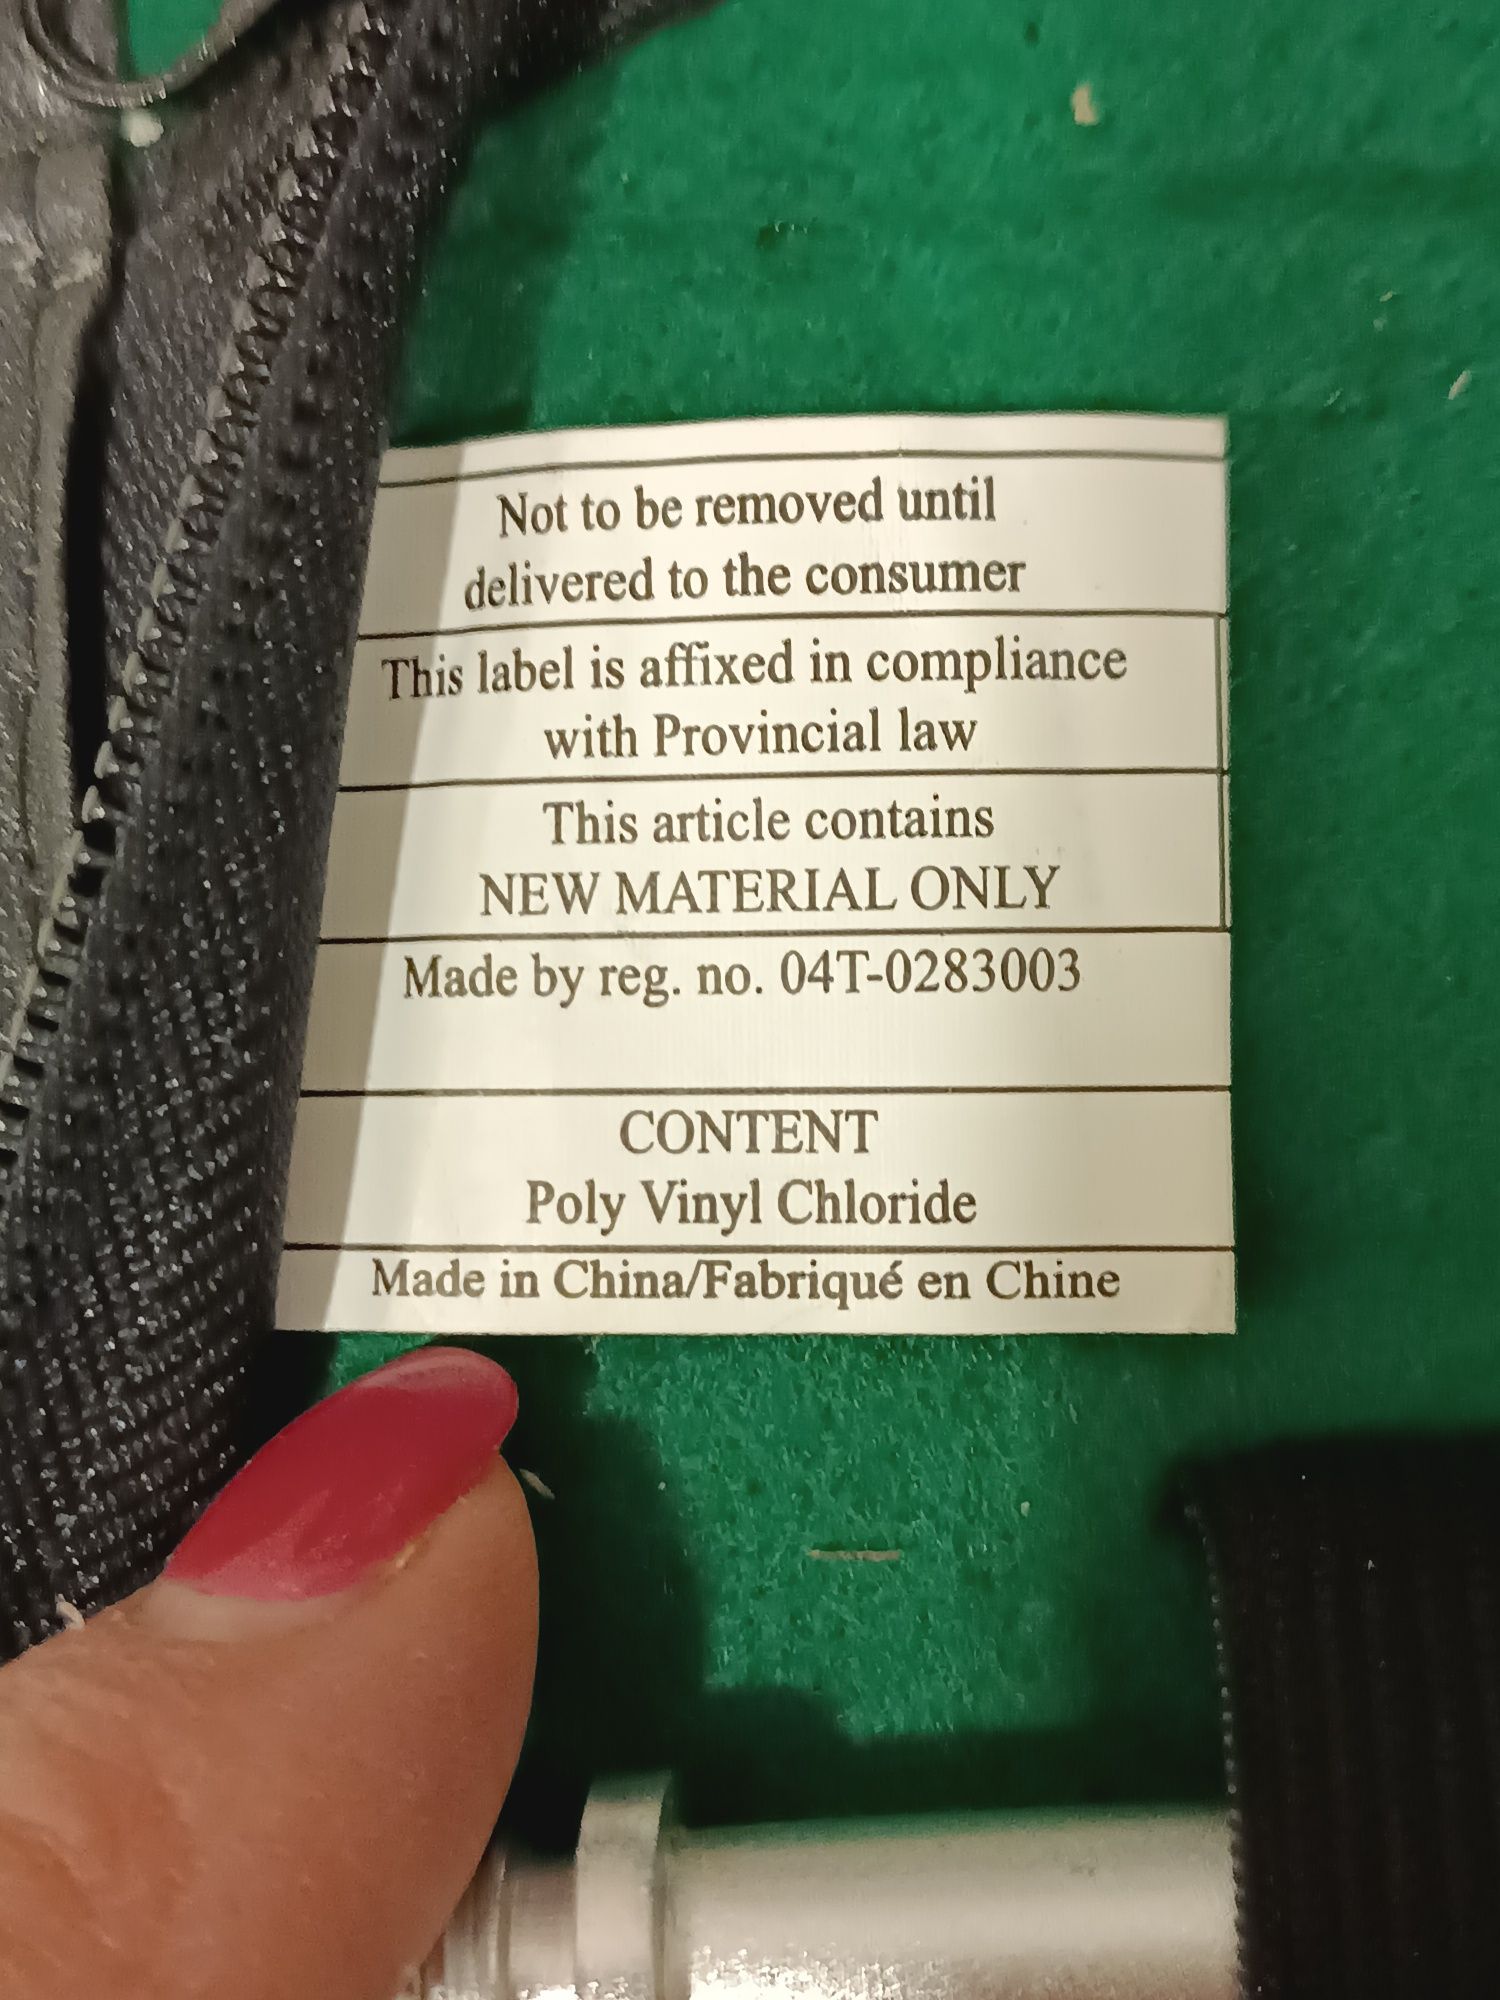 Not to be removed until
delivered to the consumer
This label is affixed in compliance
with Provincial law
This article contains
NEW MATERIAL ONLY
Made by reg. no. 04T-0283003
CONTENT
Poly Vinyl Chloride
Made in China/Fabriqué en Chine